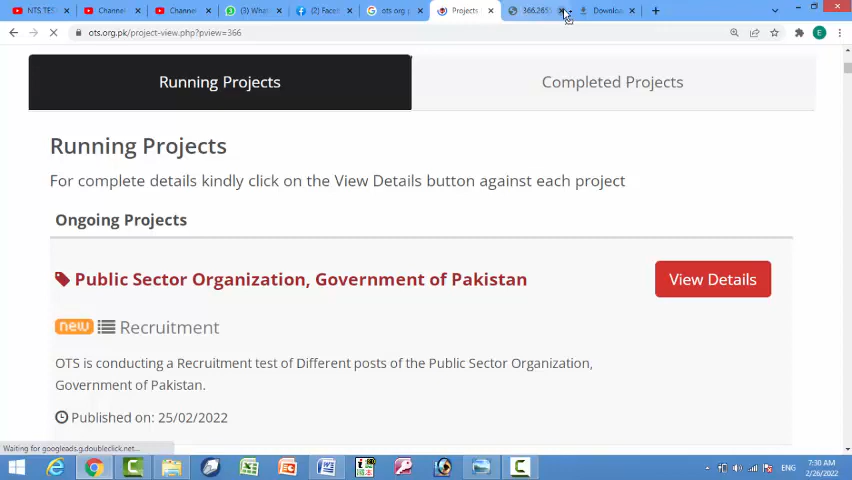 NTS TES
Channel
Channel
(3) What
(2) Face
ots org p
Projects
366.265
Downloa
ots.org.pk/project-view.php?pview=366
E
Running Projects
Completed Projects
Running Projects
For complete details kindly click on the View Details button against each project
Ongoing Projects
Public Sector Organization, Government of Pakistan
View Details
new Recruitment
OTS is conducting a Recruitment test of Different posts of the Public Sector Organization,
Government of Pakistan.
Published on: 25/02/2022
Waiting for googleads.g.doubleclick.net...
ENG
7:30 AM
2/26/2022